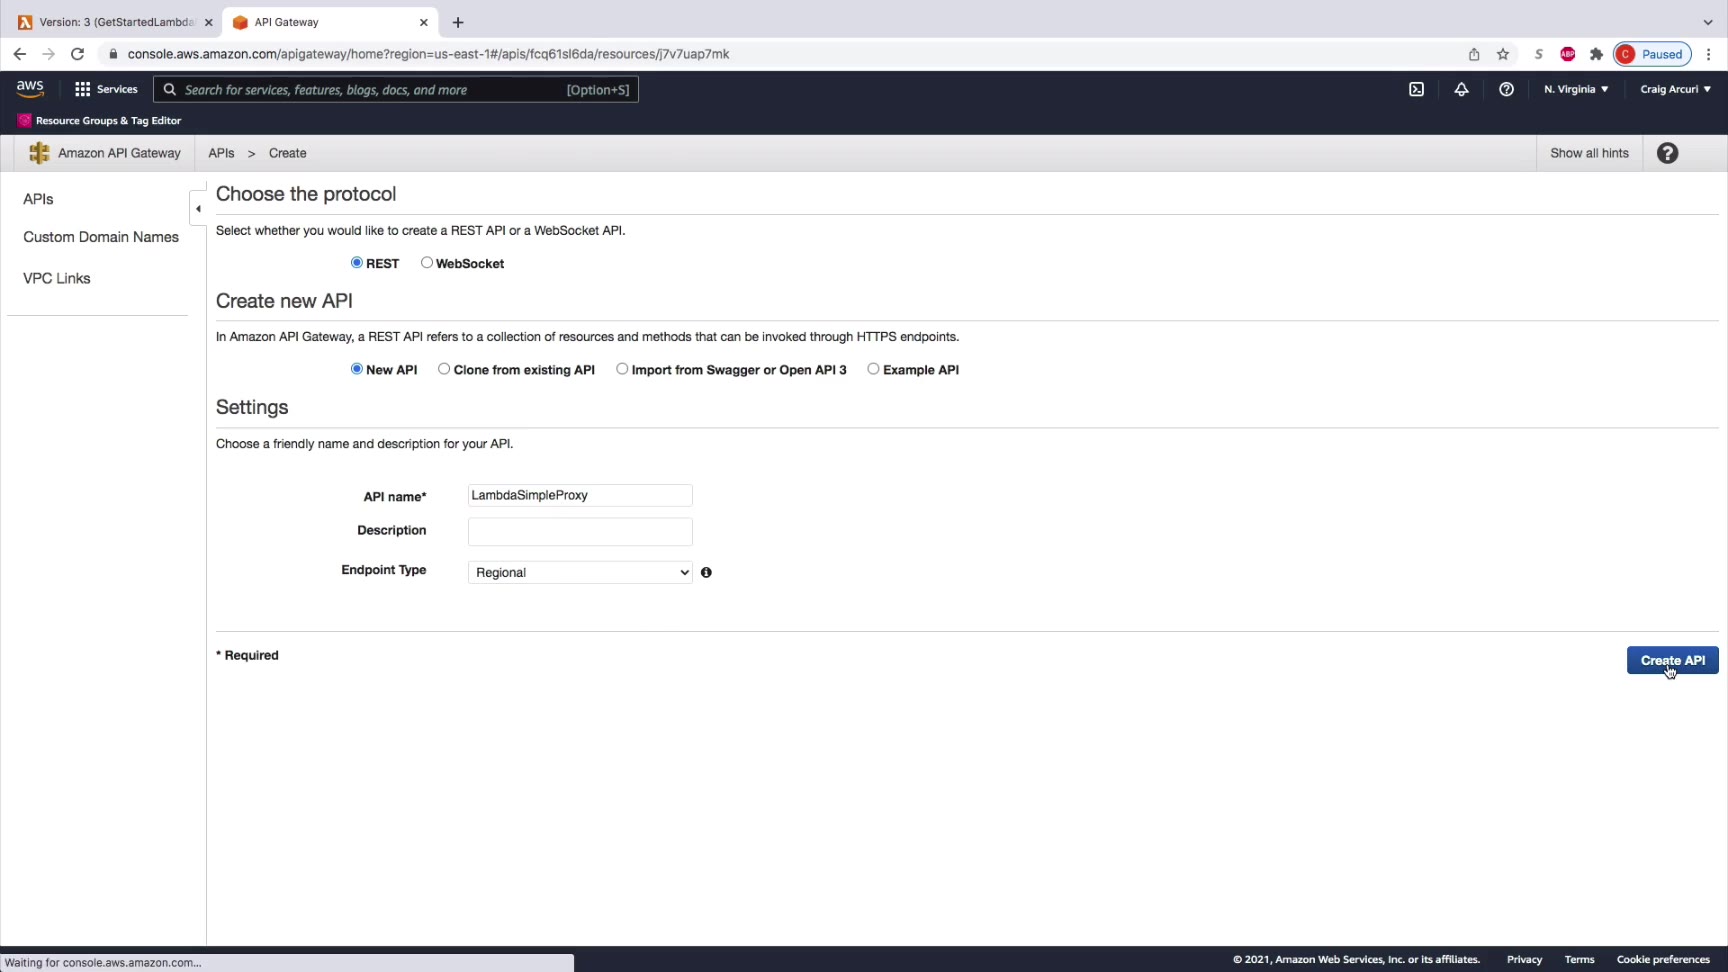 Version: 3 (GetStartedLambda
API Gateway
console.aws.amazon.com/apigateway/home?region=us-east-1#/apis/fcq61sl6da/resources/j7v7uap7mk
S
ABP
C Paused
aws
Services
Search for services, features, blogs, docs, and more [Option+S]
N. Virginia
Craig Arcuri
Resource Groups & Tag Editor
Amazon API Gateway
APIs > Create
Show all hints
?
APIs
Custom Domain Names
VPC Links
Choose the protocol
Select whether you would like to create a REST API or a WebSocket API.
REST
WebSocket
Create new API
In Amazon API Gateway, a REST API refers to a collection of resources and methods that can be invoked through HTTPS endpoints.
New API
Clone from existing API
Import from Swagger or Open API 3
Example API
Settings
Choose a friendly name and description for your API.
API name* LambdaSimpleProxy
Description
Endpoint Type Regional
* Required
Create API
Waiting for console.aws.amazon.com...
© 2021, Amazon Web Services, Inc. or its affiliates.
Privacy
Terms
Cookie preferences